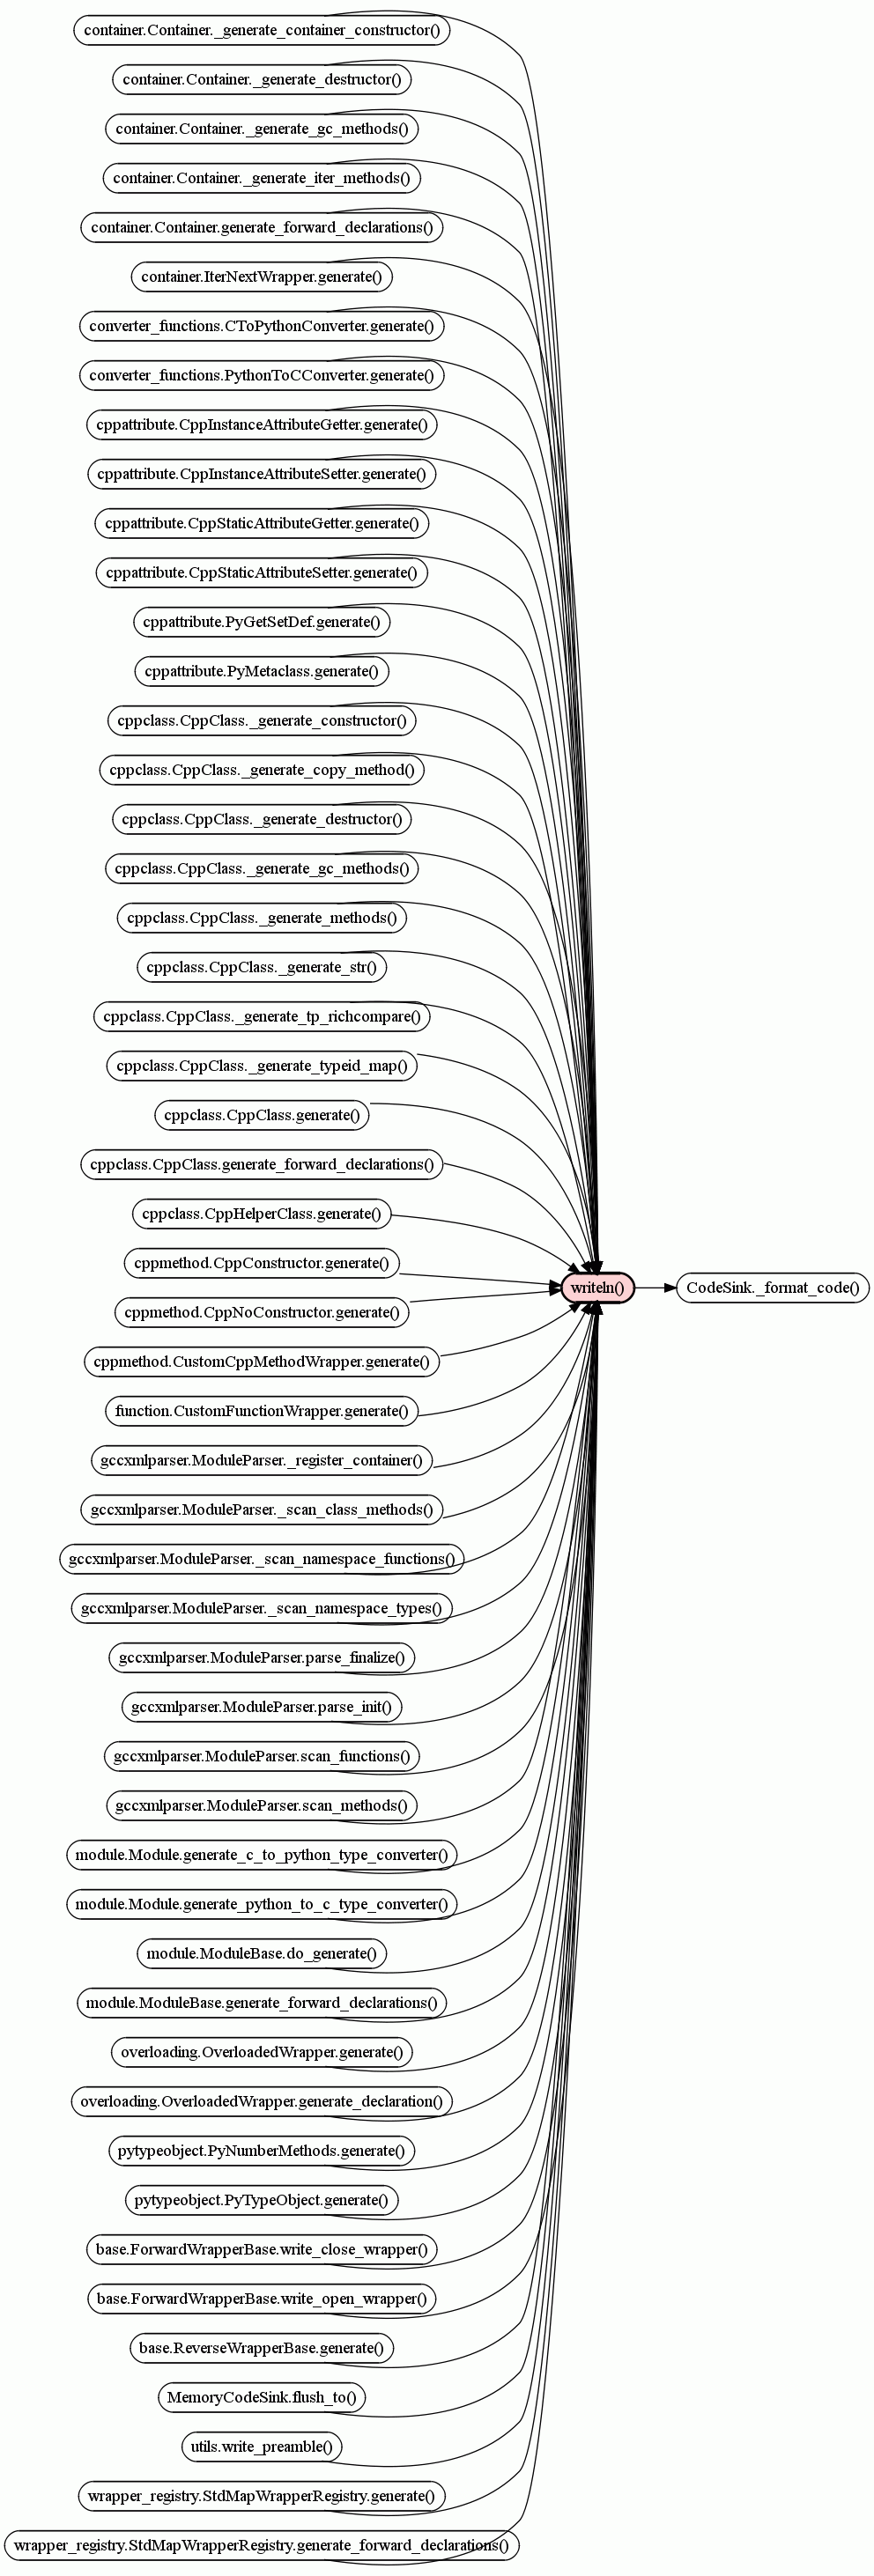 container.Container._generate_container_constructor()
container.Container._generate_destructor()
container.Container._generate_gc_methods()
container.Container._generate_iter_methods()
container.Container.generate_forward_declarations()
container.IterNextWrapper.generate()
converter_functions.CToPythonConverter.generate()
converter_functions.PythonToCConverter.generate()
cppattribute.CppInstanceAttributeGetter.generate()
cppattribute.CppInstanceAttributeSetter.generate()
cppattribute.CppStaticAttributeGetter.generate()
cppattribute.CppStaticAttributeSetter.generate()
cppattribute.PyGetSetDef.generate()
cppattribute.PyMetaclass.generate()
cppclass.CppClass._generate_constructor()
cppclass.CppClass._generate_copy_method()
cppclass.CppClass._generate_destructor()
cppclass.CppClass._generate_gc_methods()
cppclass.CppClass._generate_methods()
cppclass.CppClass._generate_str()
cppclass.CppClass._generate_tp_richcompare()
cppclass.CppClass._generate_typeid_map()
cppclass.CppClass.generate()
cppclass.CppClass.generate_forward_declarations()
cppclass.CppHelperClass.generate()
cppmethod.CppConstructor.generate()
writeln()
CodeSink._format_code()
cppmethod.CppNoConstructor.generate()
cppmethod.CustomCppMethodWrapper.generate()
function.CustomFunctionWrapper.generate()
gccxmlparser.ModuleParser._register_container()
gccxmlparser.ModuleParser._scan_class_methods()
gccxmlparser.ModuleParser._scan_namespace_functions()
gccxmlparser.ModuleParser._scan_namespace_types()
gccxmlparser.ModuleParser.parse_finalize()
gccxmlparser.ModuleParser.parse_init()
gccxmlparser.ModuleParser.scan_functions()
gccxmlparser.ModuleParser.scan_methods()
module.Module.generate_c_to_python_type_converter()
module.Module.generate_python_to_c_type_converter()
module.ModuleBase.do_generate()
module.ModuleBase.generate_forward_declarations()
overloading.OverloadedWrapper.generate()
overloading.OverloadedWrapper.generate_declaration()
pytypeobject.PyNumberMethods.generate()
pytypeobject.PyTypeObject.generate()
base.ForwardWrapperBase.write_close_wrapper()
base.ForwardWrapperBase.write_open_wrapper()
base.ReverseWrapperBase.generate()
MemoryCodeSink.flush_to()
utils.write_preamble()
wrapper_registry.StdMapWrapperRegistry.generate()
wrapper_registry.StdMapWrapperRegistry.generate_forward_declarations()